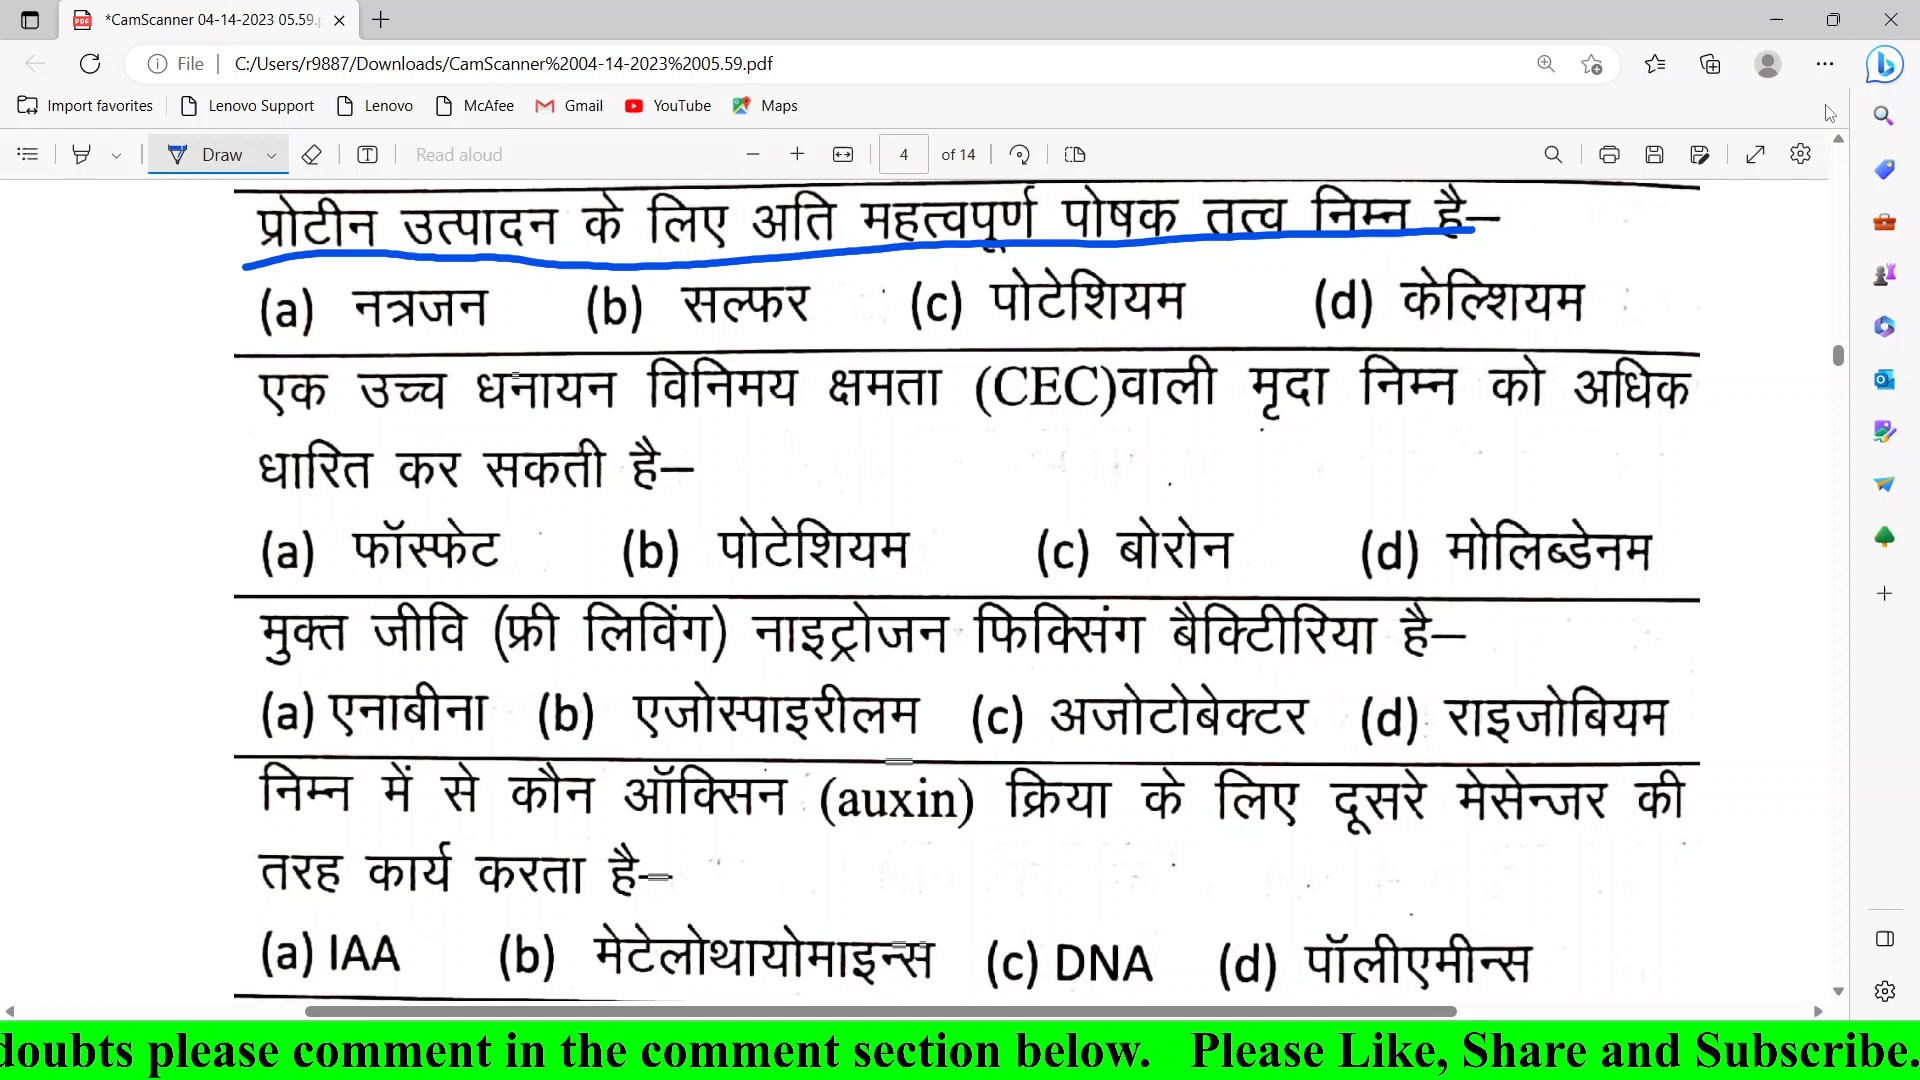 *CamScanner 04-14-2023 05.59.
File C:/Users/r9887/Downloads/CamScanner%2004-14-2023%2005.59.pdf
Import favorites Lenovo Support Lenovo McAfee Gmail YouTube Maps
Draw Read aloud 4 of 14
प्रोटीन उत्पादन के लिए अति महत्वपूर्ण पोषक तत्व निम्न है–
(a) नत्रजन (b) सल्फर (c) पोटेशियम (d) केल्शियम
एक उच्च धनायन विनिमय क्षमता (CEC)वाली मृदा निम्न को अधिक
धारित कर सकती है–
(a) फॉस्फेट (b) पोटेशियम (c) बोरोन (d) मोलिब्डेनम
मुक्त जीवि (फ्री लिविंग) नाइट्रोजन फिक्सिंग बैक्टिीरिया है–
(a) एनाबीना (b) एजोस्पाइरीलम (c) अजोटोबेक्टर (d) राइजोबियम
निम्न में से कौन ऑक्सिन (auxin) क्रिया के लिए दूसरे मेसेन्जर की
तरह कार्य करता है–
(a) IAA (b) मेटेलोथायोमाइन्स (c) DNA (d) पॉलीएमीन्स
doubts please comment in the comment section below. Please Like, Share and Subscribe.